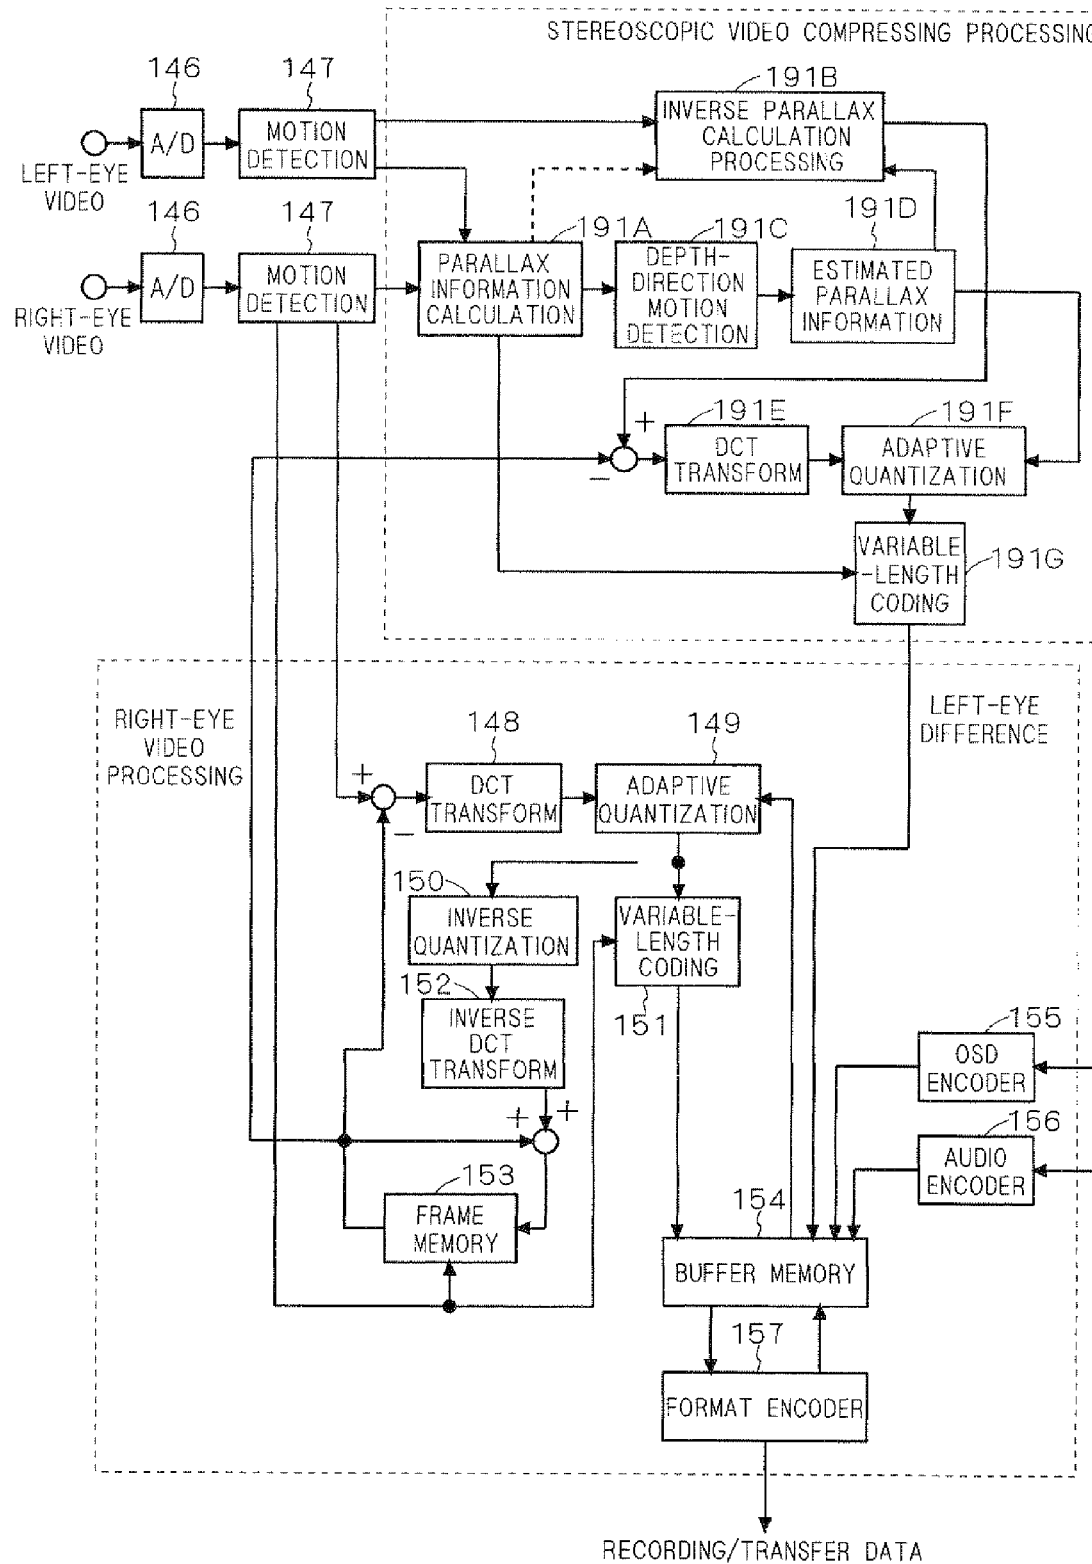 STEREOSCOPIC VIDEO COMPRESSING PROCESSING
146
147
191B
A/D
MOTION
DETECTION
INVERSE PARALLAX
CALCULATION
PROCESSING
LEFT-EYE
VIDEO
146
147
191A
191C
191D
A/D
MOTION
DETECTION
PARALLAX
INFORMATION
CALCULATION
DEPTH-
DIRECTION
MOTION
DETECTION
ESTIMATED
PARALLAX
INFORMATION
RIGHT-EYE
VIDEO
+
−
191E
DCT
TRANSFORM
191F
ADAPTIVE
QUANTIZATION
VARIABLE
-LENGTH
CODING
191G
RIGHT-EYE
VIDEO
PROCESSING
LEFT-EYE
DIFFERENCE
+
−
148
DCT
TRANSFORM
149
ADAPTIVE
QUANTIZATION
150
INVERSE
QUANTIZATION
VARIABLE-
LENGTH
CODING
151
152
INVERSE
DCT
TRANSFORM
+
+
155
OSD
ENCODER
156
AUDIO
ENCODER
153
FRAME
MEMORY
154
BUFFER MEMORY
157
FORMAT ENCODER
RECORDING/TRANSFER DATA